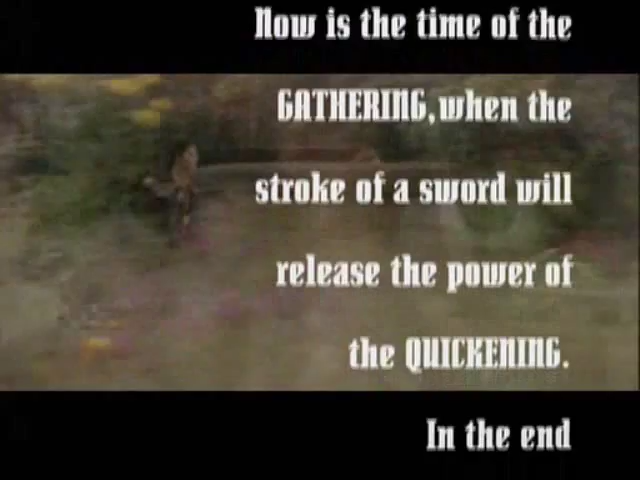 Now is the time of the
GATHERING, when the
stroke of a sword will
release the power of
the QUICKENING.
In the end